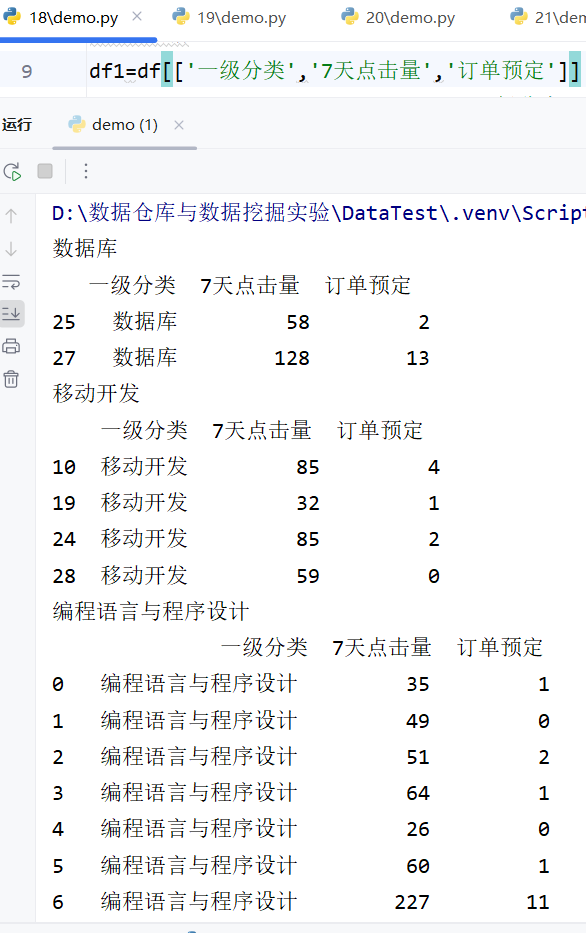 18\demo.py 19\demo.py 20\demo.py 21\dem
9 df1=df[['一级分类','7天点击量','订单预定']]
运行 demo (1)
D:\数据仓库与数据挖掘实验\DataTest\.venv\Script
数据库
一级分类 7天点击量 订单预定
25 数据库 58 2
27 数据库 128 13
移动开发
一级分类 7天点击量 订单预定
10 移动开发 85 4
19 移动开发 32 1
24 移动开发 85 2
28 移动开发 59 0
编程语言与程序设计
一级分类 7天点击量 订单预定
0 编程语言与程序设计 35 1
1 编程语言与程序设计 49 0
2 编程语言与程序设计 51 2
3 编程语言与程序设计 64 1
4 编程语言与程序设计 26 0
5 编程语言与程序设计 60 1
6 编程语言与程序设计 227 11